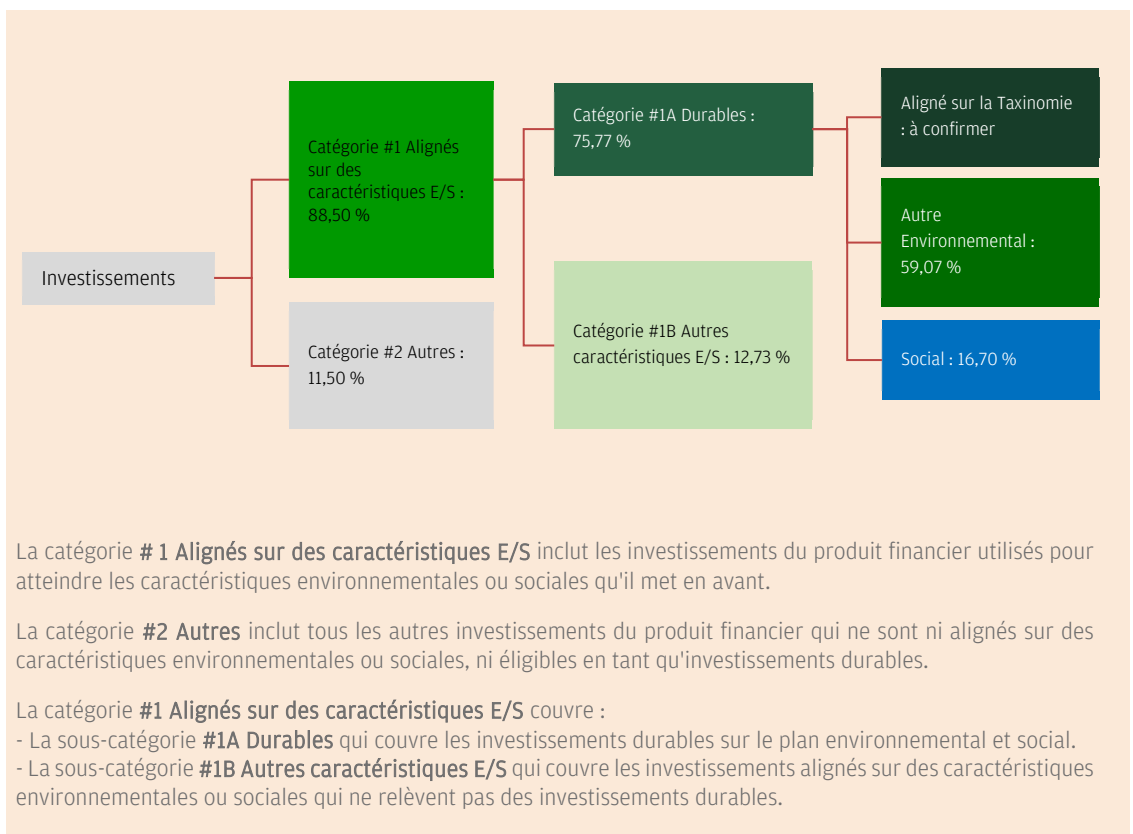 Investissements
Catégorie #1 Alignés
sur des
caractéristiques E/S :
88,50 %
Catégorie #2 Autres :
11,50 %
Catégorie #1A Durables :
75,77 %
Catégorie #1B Autres
caractéristiques E/S : 12,73 %
Aligné sur la Taxinomie
: à confirmer
Autre
Environnemental :
59,07 %
Social : 16,70 %
La catégorie # 1 Alignés sur des caractéristiques E/S inclut les investissements du produit financier utilisés pour
atteindre les caractéristiques environnementales ou sociales qu'il met en avant.
La catégorie #2 Autres inclut tous les autres investissements du produit financier qui ne sont ni alignés sur des
caractéristiques environnementales ou sociales, ni éligibles en tant qu'investissements durables.
La catégorie #1 Alignés sur des caractéristiques E/S couvre :
- La sous-catégorie #1A Durables qui couvre les investissements durables sur le plan environnemental et social.
- La sous-catégorie #1B Autres caractéristiques E/S qui couvre les investissements alignés sur des caractéristiques
environnementales ou sociales qui ne relèvent pas des investissements durables.